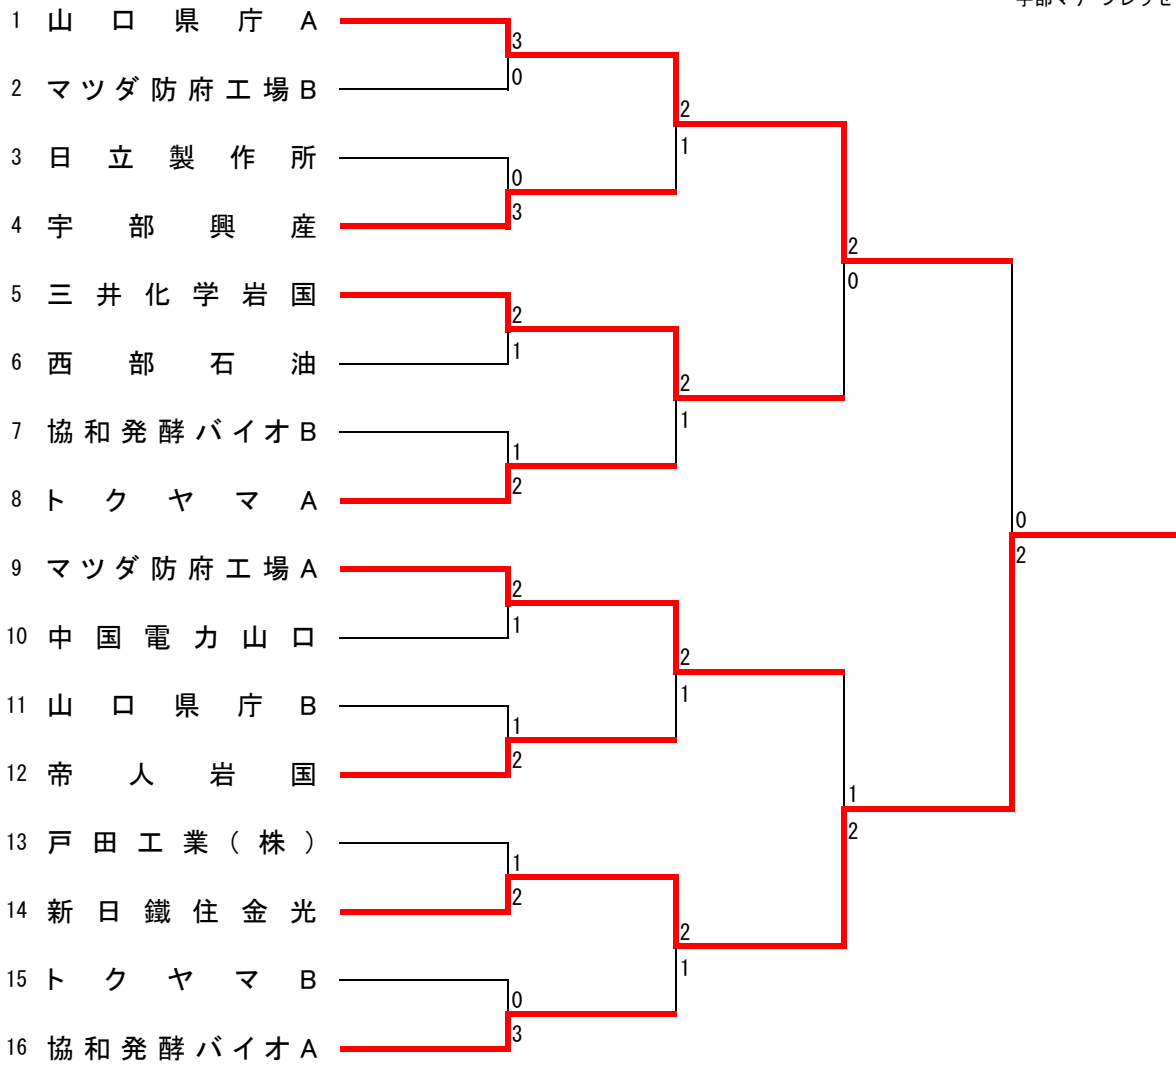 1 山口県庁A
3
0
2 マツダ防府工場B
2
1
3 日立製作所
0
3
4 宇部興産
2
0
5 三井化学岩国
2
1
6 西部石油
2
1
7 協和発酵バイオB
1
2
8 トクヤマA
0
2
9 マツダ防府工場A
2
1
10 中国電力山口
2
1
11 山口県庁B
1
2
12 帝人岩国
1
2
13 戸田工業(株)
1
2
14 新日鐵住金光
2
1
15 トクヤマB
0
3
16 協和発酵バイオA